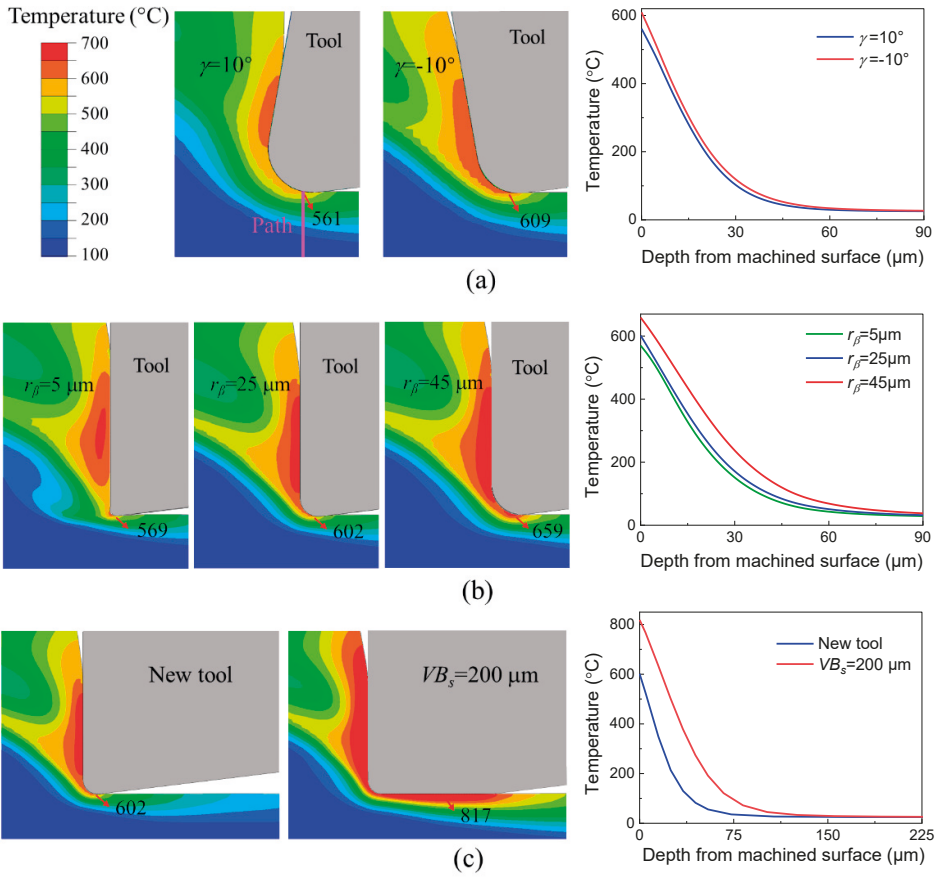 Temperature (°C)
700
600
500
400
300
200
100
γ=10°
Tool
Path
561
γ=-10°
Tool
609
Temperature (°C)
600
400
200
0
γ=10°
γ=-10°
0
30
60
90
Depth from machined surface (μm)
(a)
rβ=5 μm
Tool
569
rβ=25 μm
Tool
602
rβ=45 μm
Tool
659
Temperature (°C)
600
400
200
0
rβ=5μm
rβ=25μm
rβ=45μm
0
30
60
90
Depth from machined surface (μm)
(b)
New tool
602
VBs=200 μm
817
Temperature (°C)
800
600
400
200
0
New tool
VBs=200 μm
0
75
150
225
Depth from machined surface (μm)
(c)